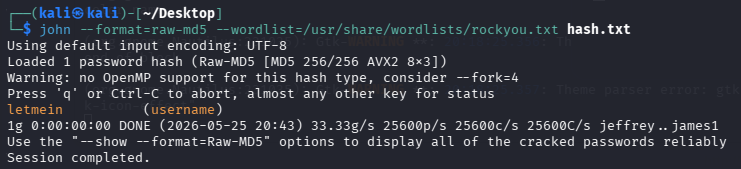 (kali㉿kali)-[~/Desktop]
$ john --format=raw-md5 --wordlist=/usr/share/wordlists/rockyou.txt hash.txt
Using default input encoding: UTF-8
Loaded 1 password hash (Raw-MD5 [MD5 256/256 AVX2 8×3])
Warning: no OpenMP support for this hash type, consider --fork=4
Press 'q' or Ctrl-C to abort, almost any other key for status
letmein (username)
1g 0:00:00:00 DONE (2026-05-25 20:43) 33.33g/s 25600p/s 25600c/s 25600C/s jeffrey..james1
Use the "--show --format=Raw-MD5" options to display all of the cracked passwords reliably
Session completed.
Theme parser error: gtk